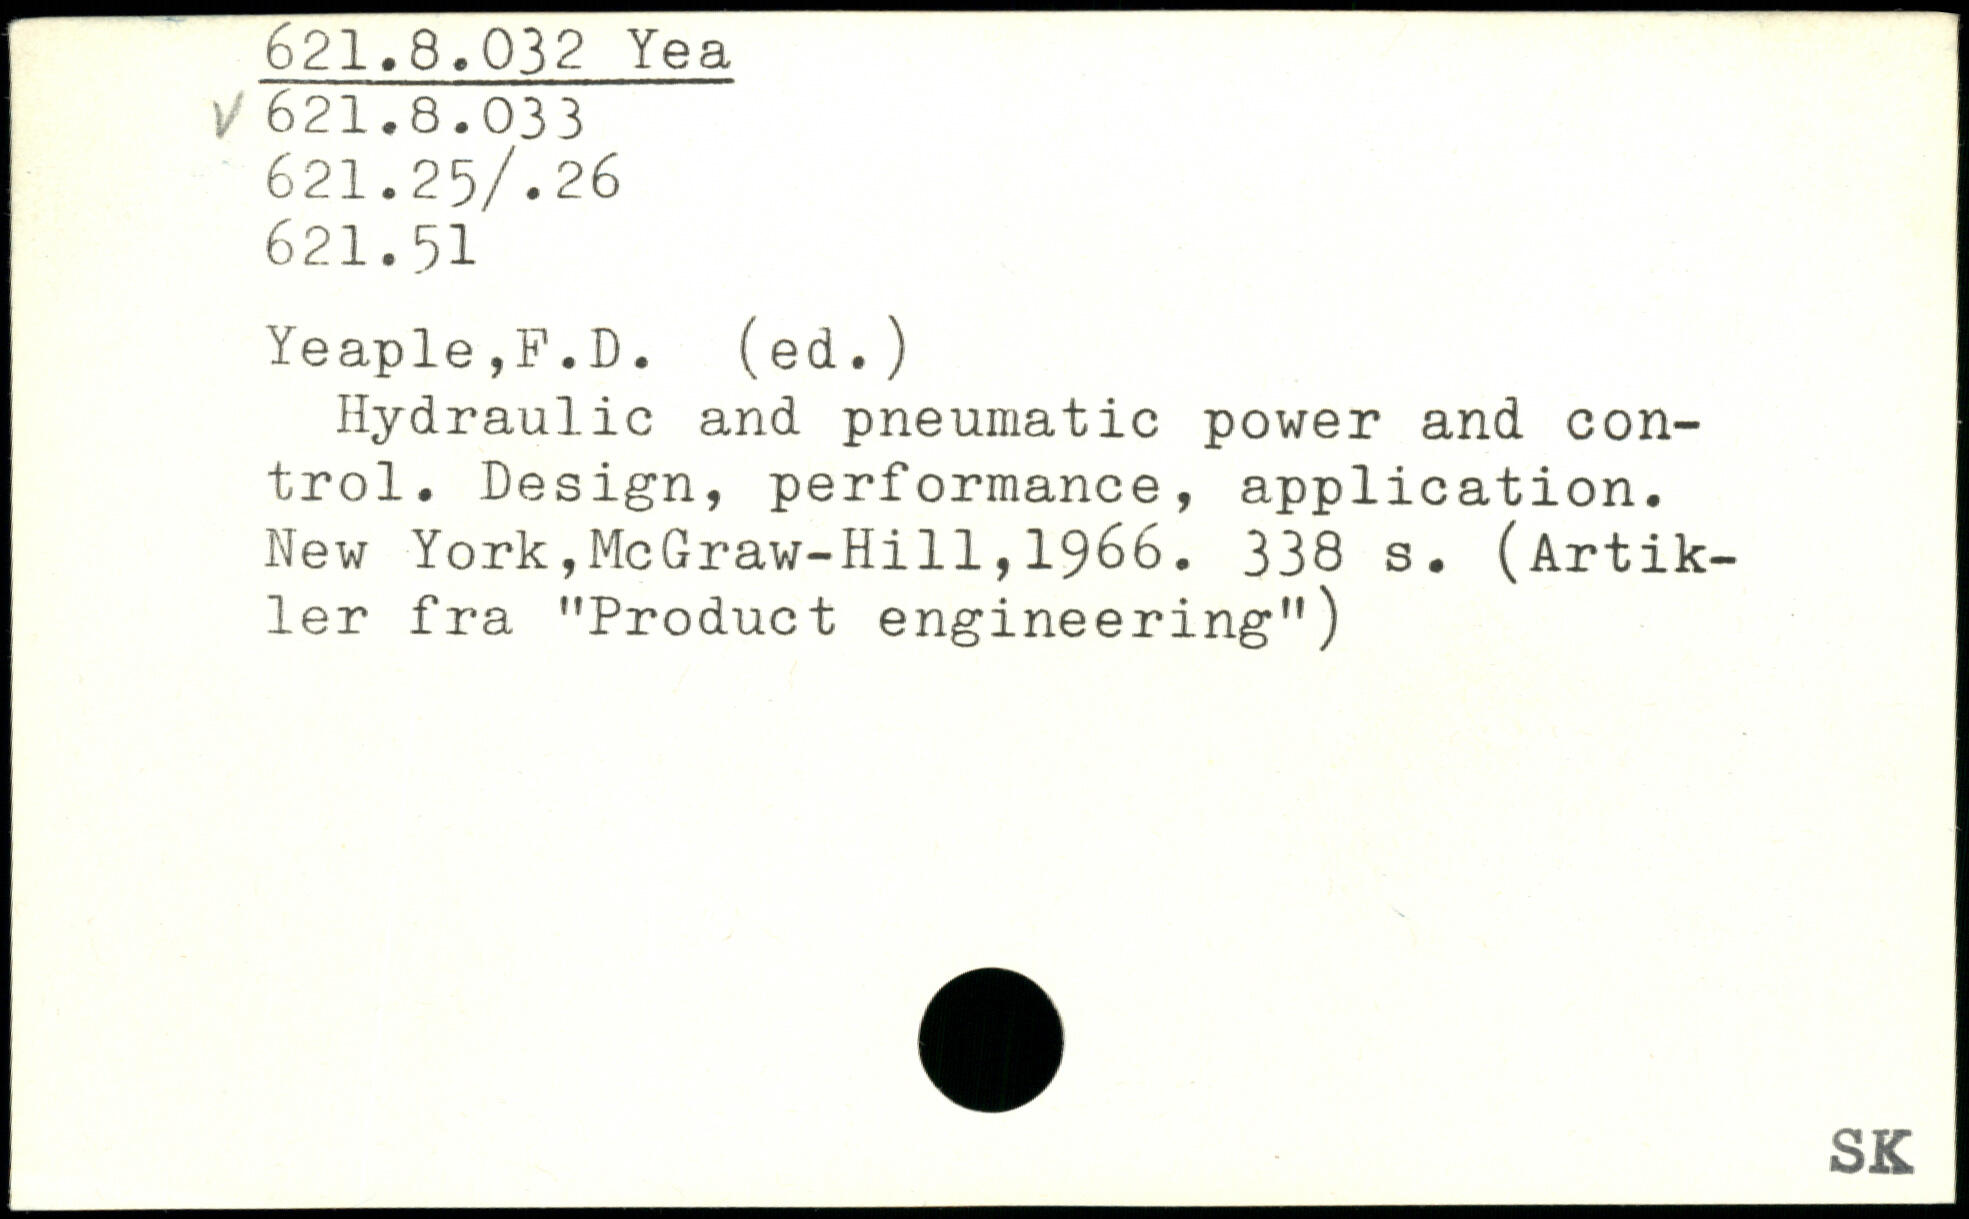 621.8.032 Yea
V 621.8.033
621.25/.26
621.51
Yeaple,F.D. (ed.)
Hydraulic and pneumatic power and con-
trol. Design, performance, application.
New York,McGraw-Hill,1966. 338 s. (Artik-
ler fra "Product engineering")
SK